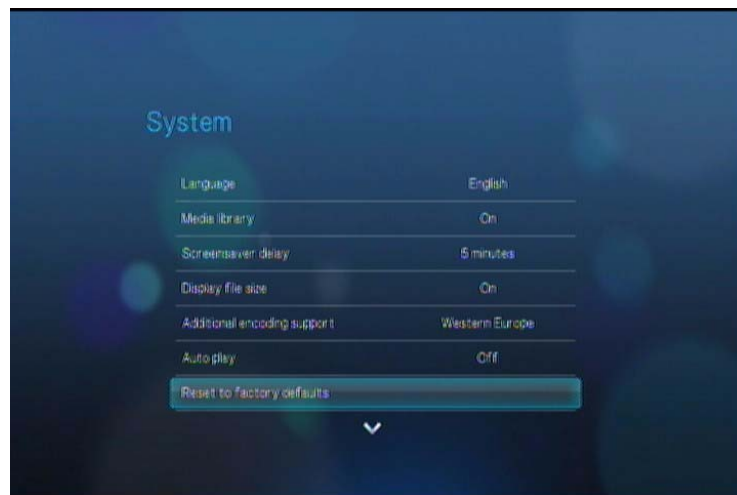 System
Language English
Media library On
Screensaver delay 5 minutes
Display file size On
Additional encoding support Western Europe
Auto play Off
Reset to factory defaults